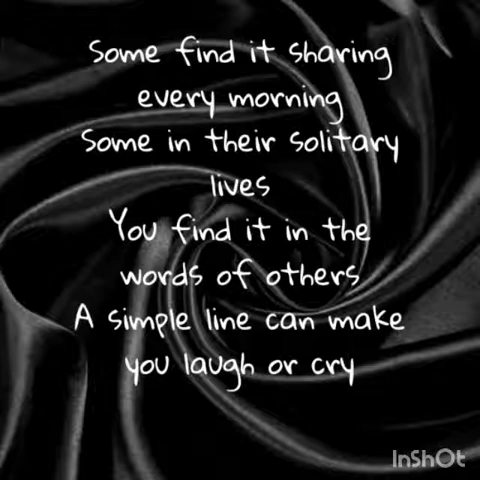 Some find it sharing
every morning
Some in their solitary
lives
You find it in the
words of others
A simple line can make
you laugh or cry
InShOt